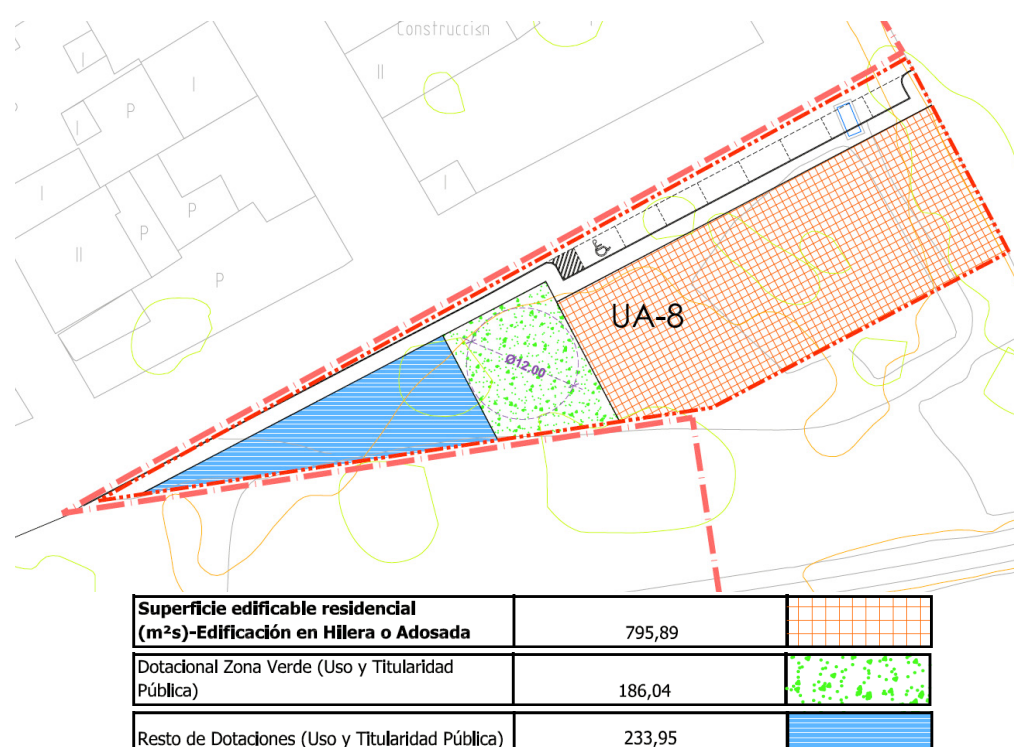 Construccisn
II
P
I
I
P
I
P
II
P
P
I
UA-8
Ø12.00
Superficie edificable residencial
(m²s)-Edificación en Hilera o Adosada
795,89
Dotacional Zona Verde (Uso y Titularidad
Pública)
186,04
Resto de Dotaciones (Uso y Titularidad Pública)
233,95